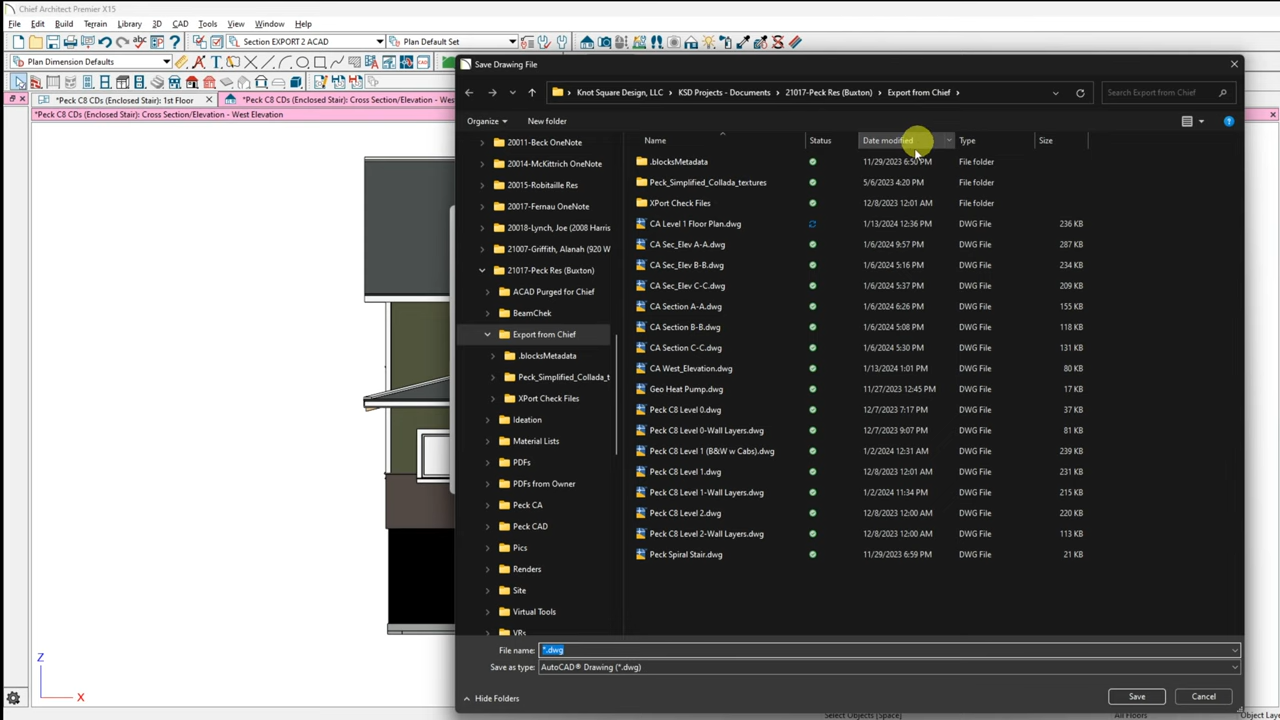 Chief Architect Premier X15
File Edit Build Terrain Library 3D CAD Tools View Window Help
Section EXPORT 2 ACAD Plan Default Set
Plan Dimension Defaults
*Peck C8 CDs (Enclosed Stair): 1st Floor *Peck C8 CDs (Enclosed Stair): Cross Section/Elevation - West
*Peck C8 CDs (Enclosed Stair): Cross Section/Elevation - West Elevation
Z
X
Save Drawing File
Knot Square Design, LLC > KSD Projects - Documents > 21017-Peck Res (Buxton) > Export from Chief >
Search Export from Chief
Organize New folder
20011-Beck OneNote
20014-McKittrich OneNote
20015-Robitaille Res
20017-Fernau OneNote
20018-Lynch, Joe (2008 Harris
21007-Griffith, Alanah (920 W
21017-Peck Res (Buxton)
ACAD Purged for Chief
BeamChek
Export from Chief
.blocksMetadata
Peck_Simplified_Collada_t
XPort Check Files
Ideation
Material Lists
PDFs
PDFs from Owner
Peck CA
Peck CAD
Pics
Renders
Site
Virtual Tools
VRs
Name Status Date modified Type Size
.blocksMetadata 11/29/2023 6:50 PM File folder
Peck_Simplified_Collada_textures 5/6/2023 4:20 PM File folder
XPort Check Files 12/8/2023 12:01 AM File folder
CA Level 1 Floor Plan.dwg 1/13/2024 12:36 PM DWG File 236 KB
CA Sec_Elev A-A.dwg 1/6/2024 9:57 PM DWG File 287 KB
CA Sec_Elev B-B.dwg 1/6/2024 5:16 PM DWG File 234 KB
CA Sec_Elev C-C.dwg 1/6/2024 5:37 PM DWG File 209 KB
CA Section A-A.dwg 1/6/2024 6:26 PM DWG File 155 KB
CA Section B-B.dwg 1/6/2024 5:08 PM DWG File 118 KB
CA Section C-C.dwg 1/6/2024 5:30 PM DWG File 131 KB
CA West_Elevation.dwg 1/13/2024 1:01 PM DWG File 80 KB
Geo Heat Pump.dwg 11/27/2023 12:45 PM DWG File 17 KB
Peck C8 Level 0.dwg 12/7/2023 7:17 PM DWG File 37 KB
Peck C8 Level 0-Wall Layers.dwg 12/7/2023 9:07 PM DWG File 81 KB
Peck C8 Level 1 (B&W w Cabs).dwg 1/2/2024 12:31 AM DWG File 239 KB
Peck C8 Level 1.dwg 12/8/2023 12:01 AM DWG File 231 KB
Peck C8 Level 1-Wall Layers.dwg 1/2/2024 11:34 PM DWG File 215 KB
Peck C8 Level 2.dwg 12/8/2023 12:00 AM DWG File 220 KB
Peck C8 Level 2-Wall Layers.dwg 12/8/2023 12:00 AM DWG File 113 KB
Peck Spiral Stair.dwg 11/29/2023 6:59 PM DWG File 21 KB
File name: *.dwg
Save as type: AutoCAD® Drawing (*.dwg)
Hide Folders Save Cancel
Select Objects [Space] All Floors Object Lay